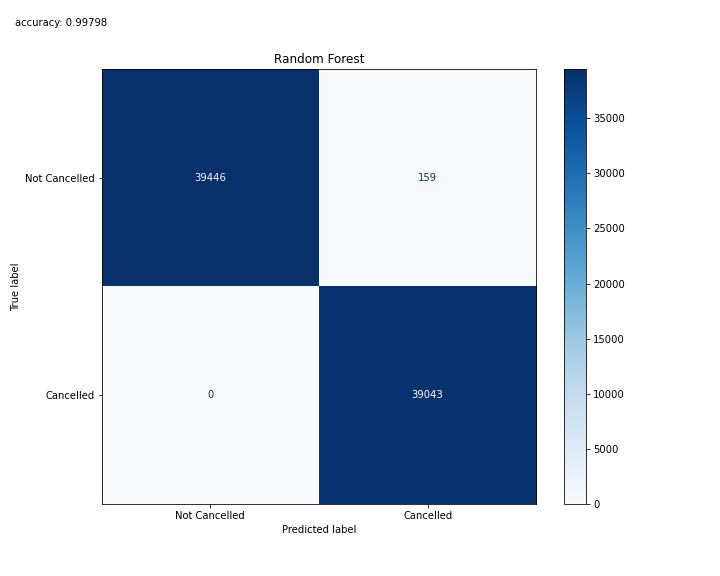 accuracy: 0.99798
Random Forest
Not Cancelled
39446
159
Cancelled
0
39043
True label
Not Cancelled
Cancelled
Predicted label
35000
30000
25000
20000
15000
10000
5000
0